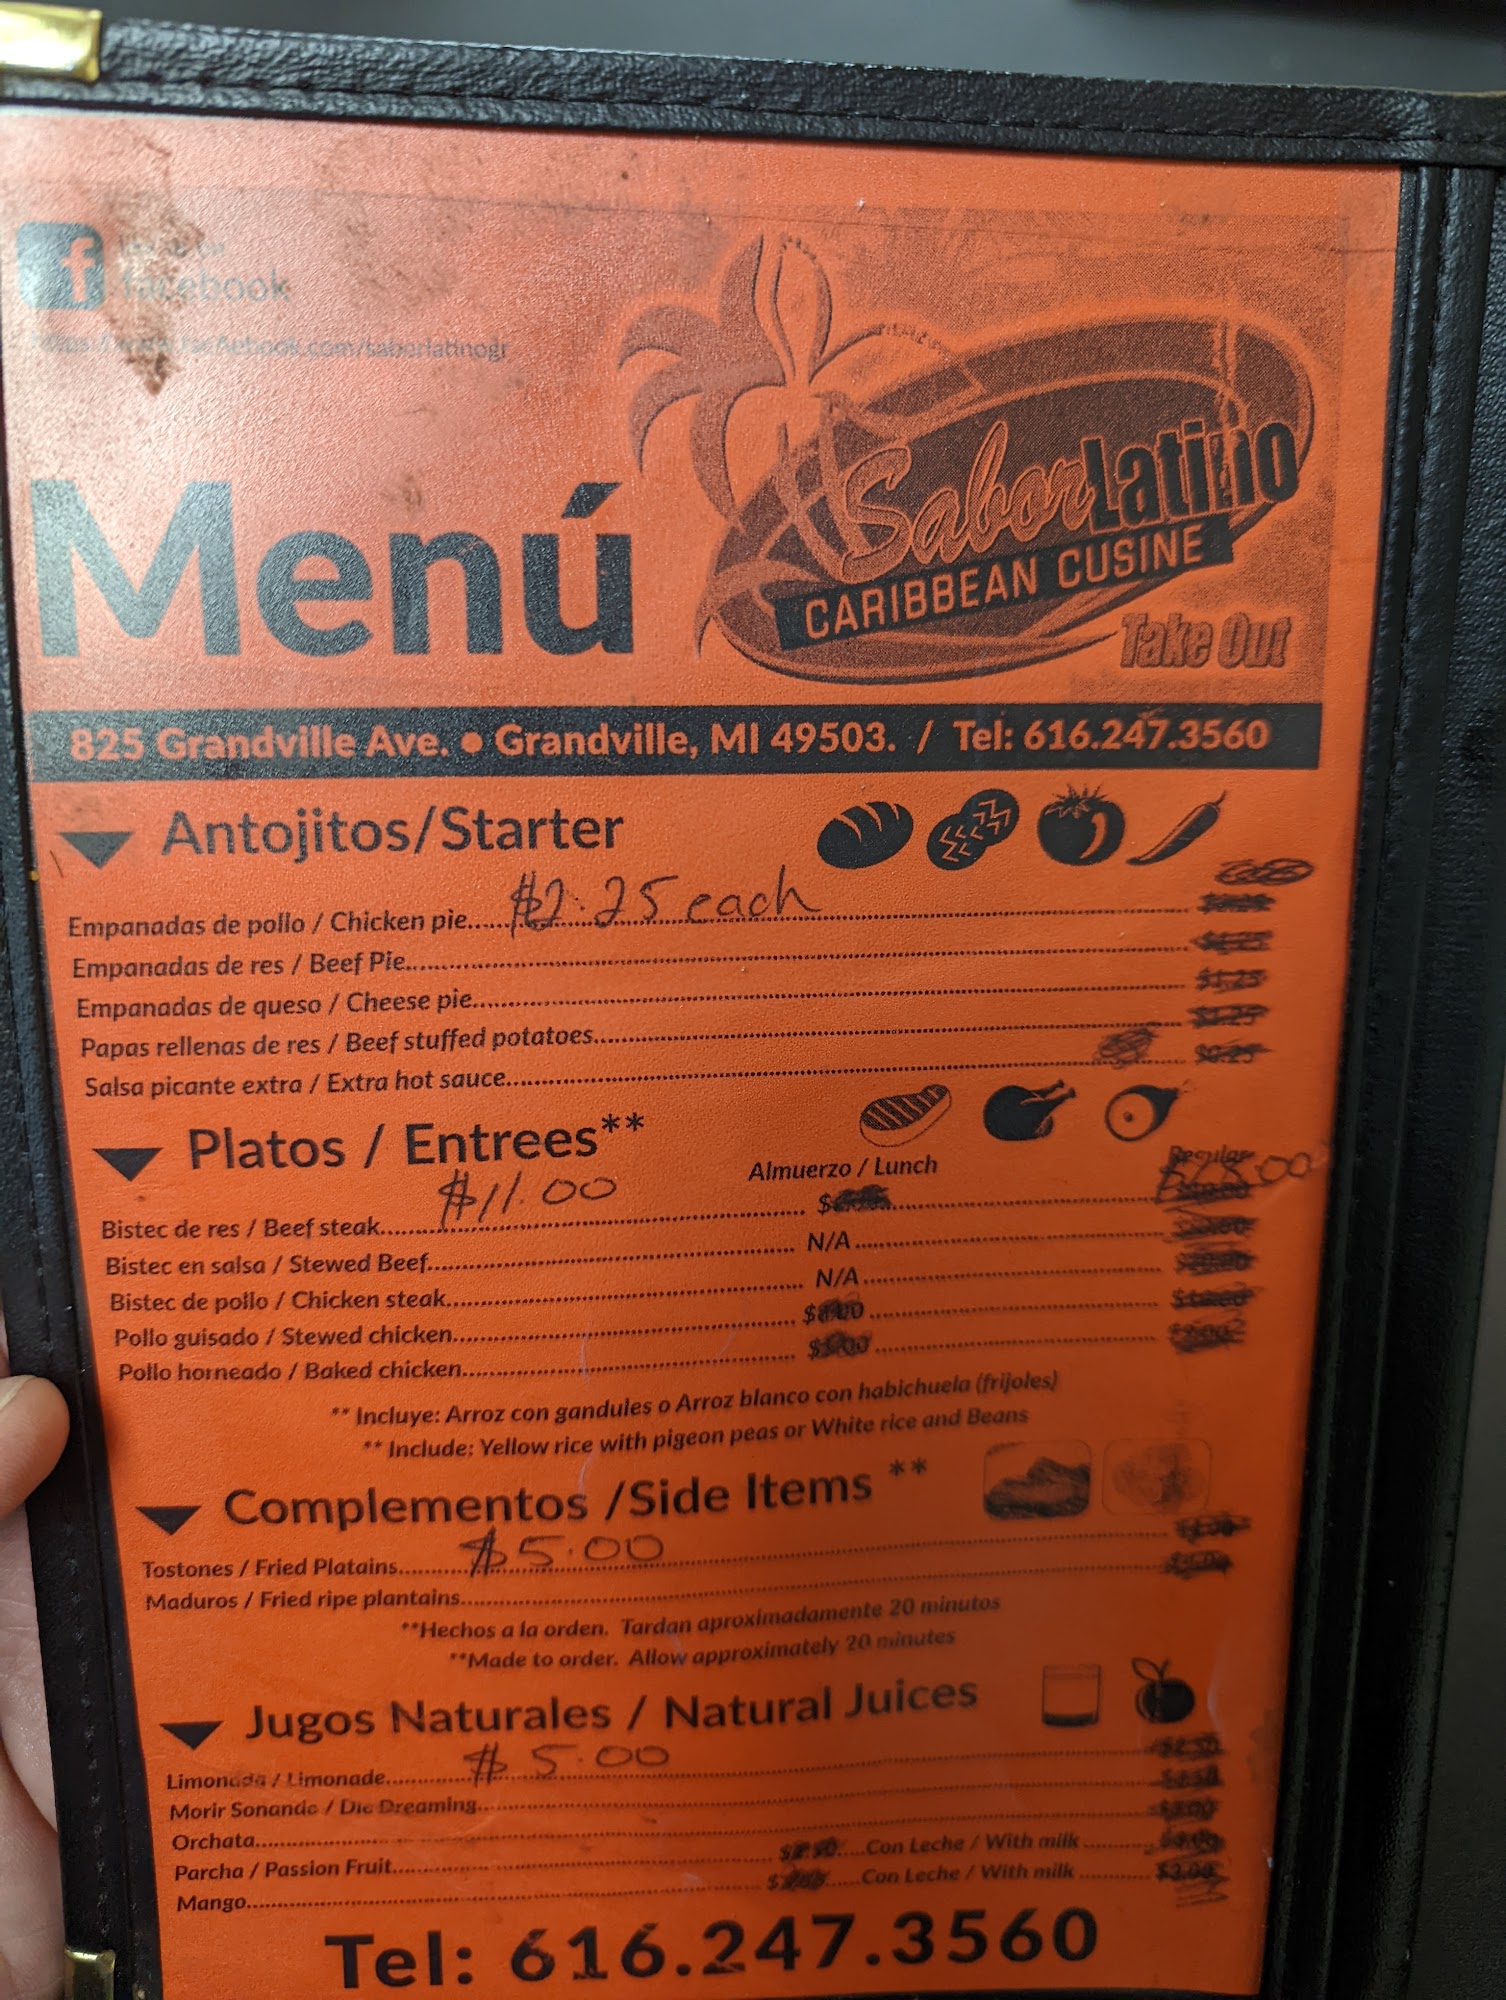 facebook
Menú
Sabor Latino
CARIBBEAN CUSINE
Take Out
825 Grandville Ave. • Grandville, MI 49503. / Tel: 616.247.3560
Antojitos/Starter
Empanadas de pollo / Chicken pie $2.25 each
Empanadas de res / Beef Pie
Empanadas de queso / Cheese pie $1.25
Papas rellenas de res / Beef stuffed potatoes
Salsa picante extra / Extra hot sauce
Platos / Entrees**
$11.00 Almuerzo / Lunch Regular
Bistec de res / Beef steak $
Bistec en salsa / Stewed Beef N/A
Bistec de pollo / Chicken steak N/A
Pollo guisado / Stewed chicken
Pollo horneado / Baked chicken
** Incluye: Arroz con gandules o Arroz blanco con habichuela (frijoles)
** Include: Yellow rice with pigeon peas or White rice and Beans
Complementos /Side Items **
Tostones / Fried Platains $5.00
Maduros / Fried ripe plantains
**Hechos a la orden. Tardan aproximadamente 20 minutos
**Made to order. Allow approximately 20 minutes
Jugos Naturales / Natural Juices
Limonada / Limonade $5.00
Morir Sonando / Die Dreaming
Orchata
Parcha / Passion Fruit Con Leche / With milk
Mango Con Leche / With milk $2.00
Tel: 616.247.3560